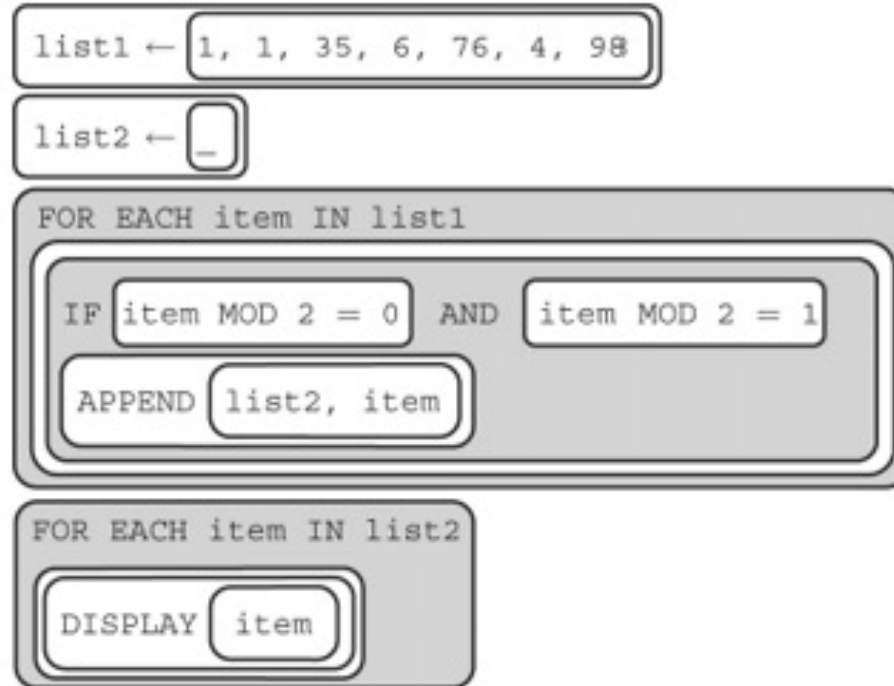 list1 ← 1, 1, 35, 6, 76, 4, 98
list2 ← _
FOR EACH item IN list1
IF item MOD 2 = 0 AND item MOD 2 = 1
APPEND list2, item
FOR EACH item IN list2
DISPLAY item